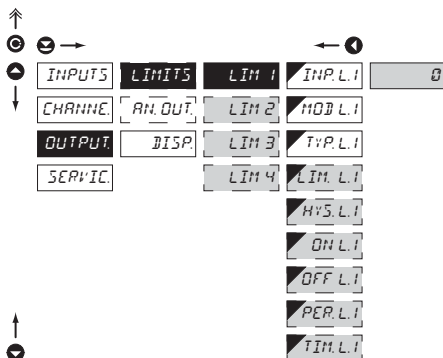 INPUTS LIMITS LIM 1 INP. L.1 0
CHANNE. AN. OUT. LIM 2 MOD L.1
OUTPUT. DISP. LIM 3 TYP. L.1
SERVIC. LIM 4 LIM. L.1
HYS. L.1
ON L.1
OFF L.1
PER. L.1
TIM. L.1